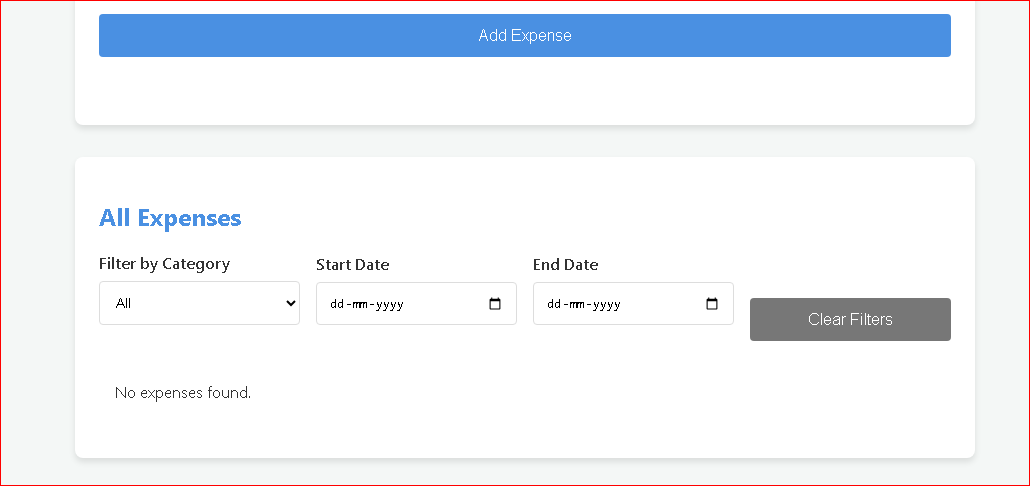 Add Expense
All Expenses
Filter by Category
Start Date
End Date
All
dd-mm-yyyy
dd-mm-yyyy
Clear Filters
No expenses found.